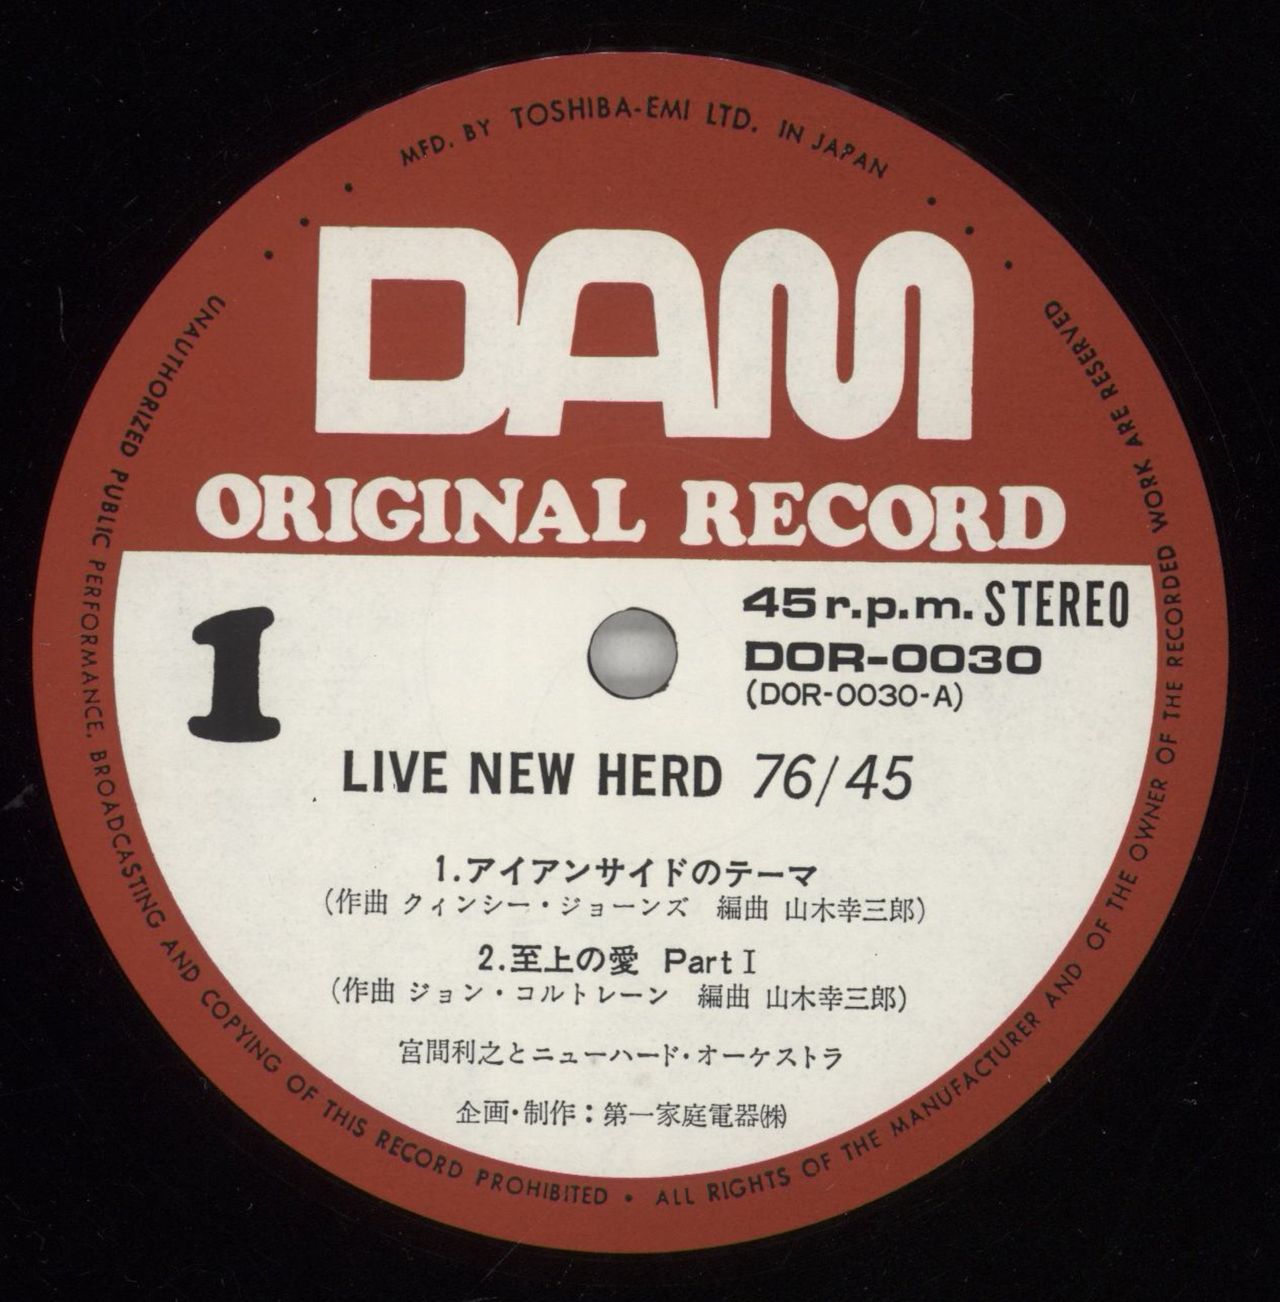 MFD. BY TOSHIBA-EMI LTD. IN JAPAN
DAM
ORIGINAL RECORD
1
45 r.p.m. STEREO
DOR-0030
(DOR-0030-A)
LIVE NEW HERD 76/45
1.アイアンサイドのテーマ
(作曲 クィンシー・ジョーンズ 編曲 山木幸三郎)
2.至上の愛 Part I
(作曲 ジョン・コルトレーン 編曲 山木幸三郎)
宮間利之とニューハード・オーケストラ
企画・制作：第一家庭電器㈱
UNAUTHORIZED PUBLIC PERFORMANCE, BROADCASTING AND COPYING OF THIS RECORD PROHIBITED • ALL RIGHTS OF THE MANUFACTURER AND OF THE OWNER OF THE RECORDED WORK ARE RESERVED